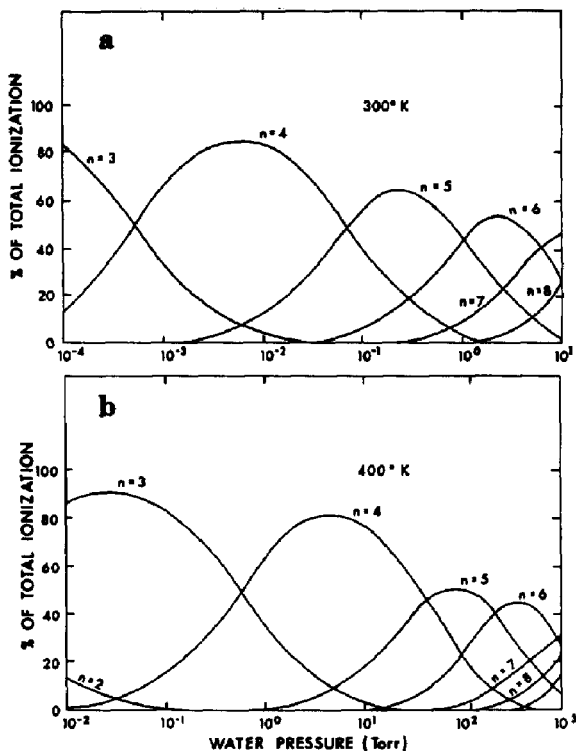 a
300° K
% OF TOTAL IONIZATION
100
80
60
40
20
0
n=3
n=4
n=5
n=6
n=7
n=8
10⁻⁴
10⁻³
10⁻²
10⁻¹
10⁰
10¹
b
400° K
% OF TOTAL IONIZATION
100
80
60
40
20
0
n=3
n=4
n=5
n=6
n=2
n=7
n=8
10⁻²
10⁻¹
10⁰
10¹
10²
10³
WATER PRESSURE (Torr)